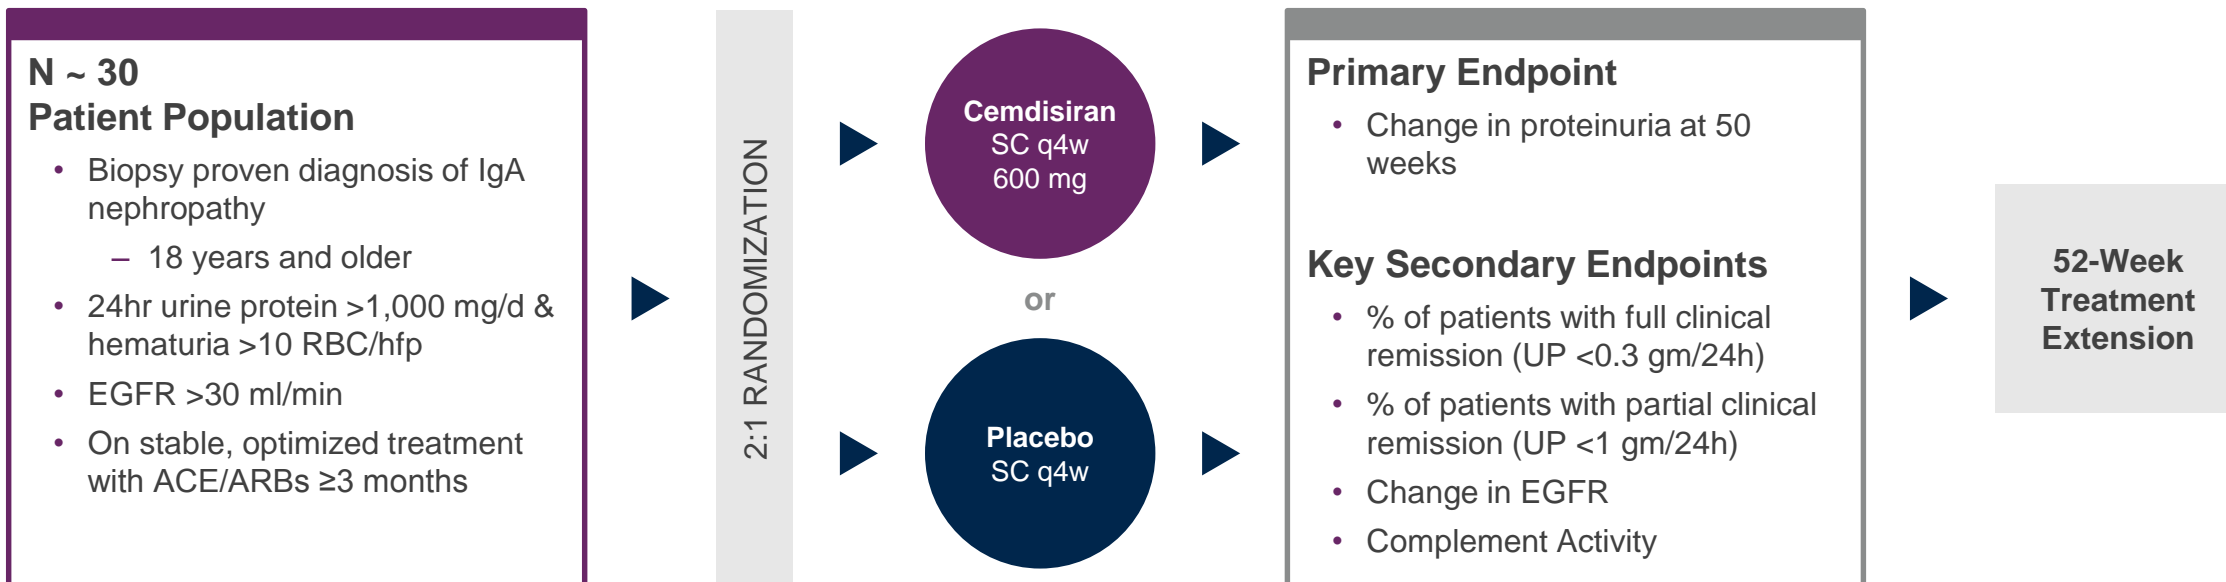 N ~ 30
Patient Population
• Biopsy proven diagnosis of IgA
nephropathy
– 18 years and older
• 24hr urine protein >1,000 mg/d &
hematuria >10 RBC/hfp
• EGFR >30 ml/min
• On stable, optimized treatment
with ACE/ARBs ≥3 months
2:1 RANDOMIZATION
Cemdisiran
SC q4w
600 mg
or
Placebo
SC q4w
Primary Endpoint
• Change in proteinuria at 50
weeks
Key Secondary Endpoints
• % of patients with full clinical
remission (UP <0.3 gm/24h)
• % of patients with partial clinical
remission (UP <1 gm/24h)
• Change in EGFR
• Complement Activity
52-Week
Treatment
Extension